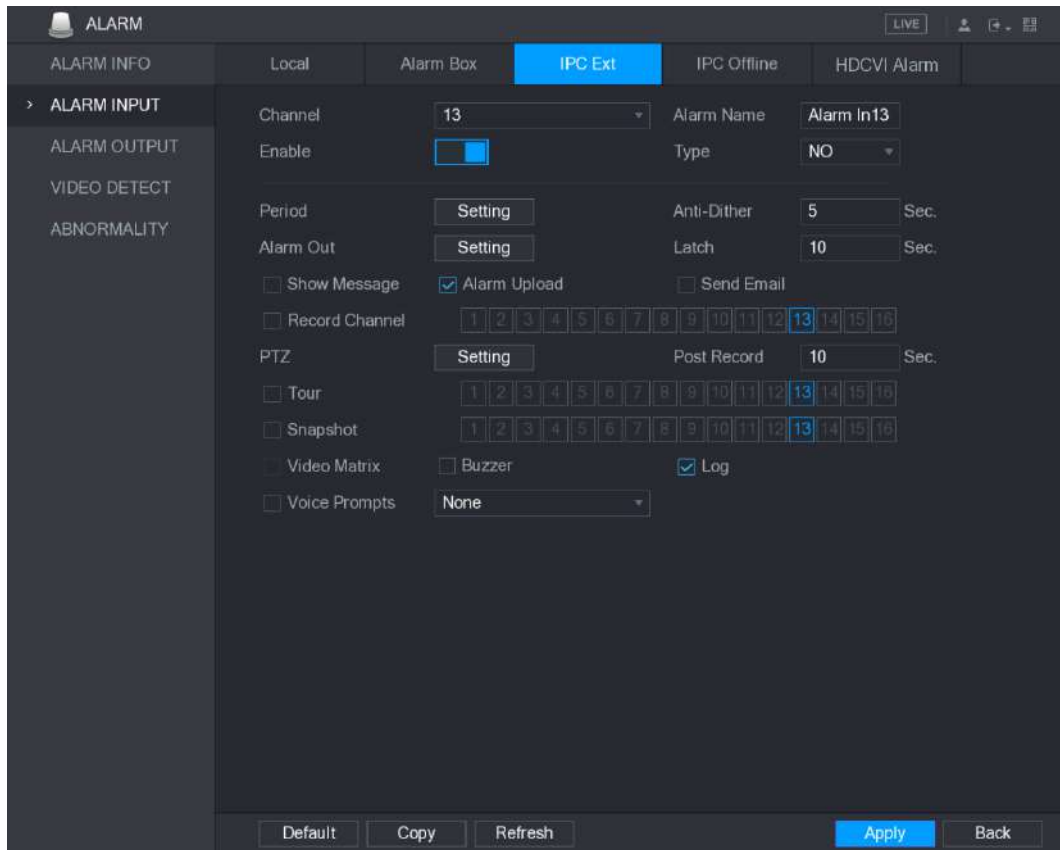 ALARM LIVE
ALARM INFO
ALARM INPUT
ALARM OUTPUT
VIDEO DETECT
ABNORMALITY
Local Alarm Box IPC Ext IPC Offline HDCVI Alarm
Channel 13 Alarm Name Alarm In13
Enable Type NO
Period Setting Anti-Dither 5 Sec.
Alarm Out Setting Latch 10 Sec.
Show Message Alarm Upload Send Email
Record Channel 1 2 3 4 5 6 7 8 9 10 11 12 13 14 15 16
PTZ Setting Post Record 10 Sec.
Tour 1 2 3 4 5 6 7 8 9 10 11 12 13 14 15 16
Snapshot 1 2 3 4 5 6 7 8 9 10 11 12 13 14 15 16
Video Matrix Buzzer Log
Voice Prompts None
Default Copy Refresh Apply Back